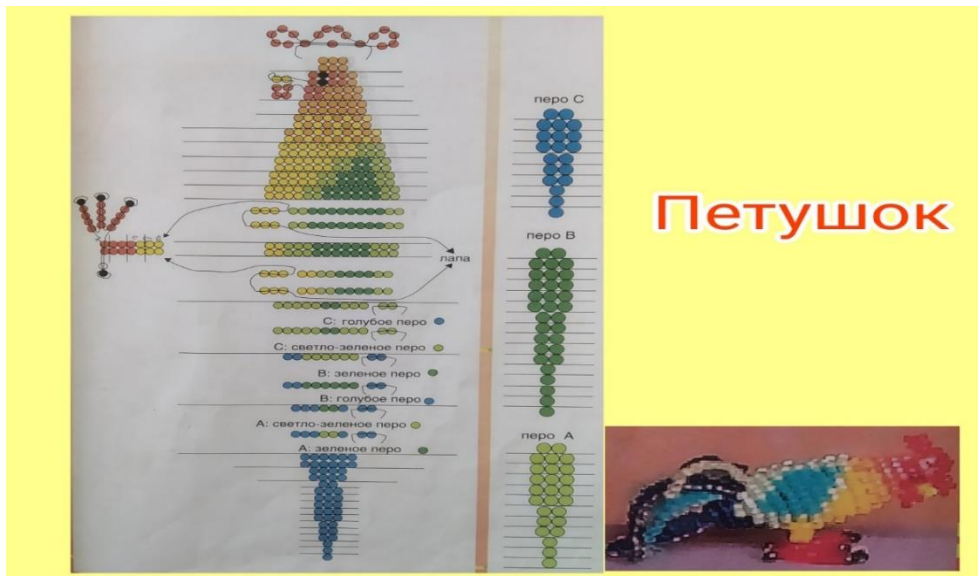 лапа
С: голубое перо
С: светло-зеленое перо
В: зеленое перо
В: голубое перо
А: светло-зеленое перо
А: зеленое перо
перо С
перо В
перо А
Петушок